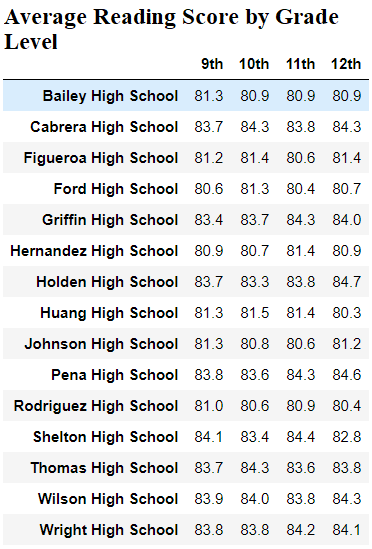 Average Reading Score by Grade
Level
9th 10th 11th 12th
Bailey High School 81.3 80.9 80.9 80.9
Cabrera High School 83.7 84.3 83.8 84.3
Figueroa High School 81.2 81.4 80.6 81.4
Ford High School 80.6 81.3 80.4 80.7
Griffin High School 83.4 83.7 84.3 84.0
Hernandez High School 80.9 80.7 81.4 80.9
Holden High School 83.7 83.3 83.8 84.7
Huang High School 81.3 81.5 81.4 80.3
Johnson High School 81.3 80.8 80.6 81.2
Pena High School 83.8 83.6 84.3 84.6
Rodriguez High School 81.0 80.6 80.9 80.4
Shelton High School 84.1 83.4 84.4 82.8
Thomas High School 83.7 84.3 83.6 83.8
Wilson High School 83.9 84.0 83.8 84.3
Wright High School 83.8 83.8 84.2 84.1